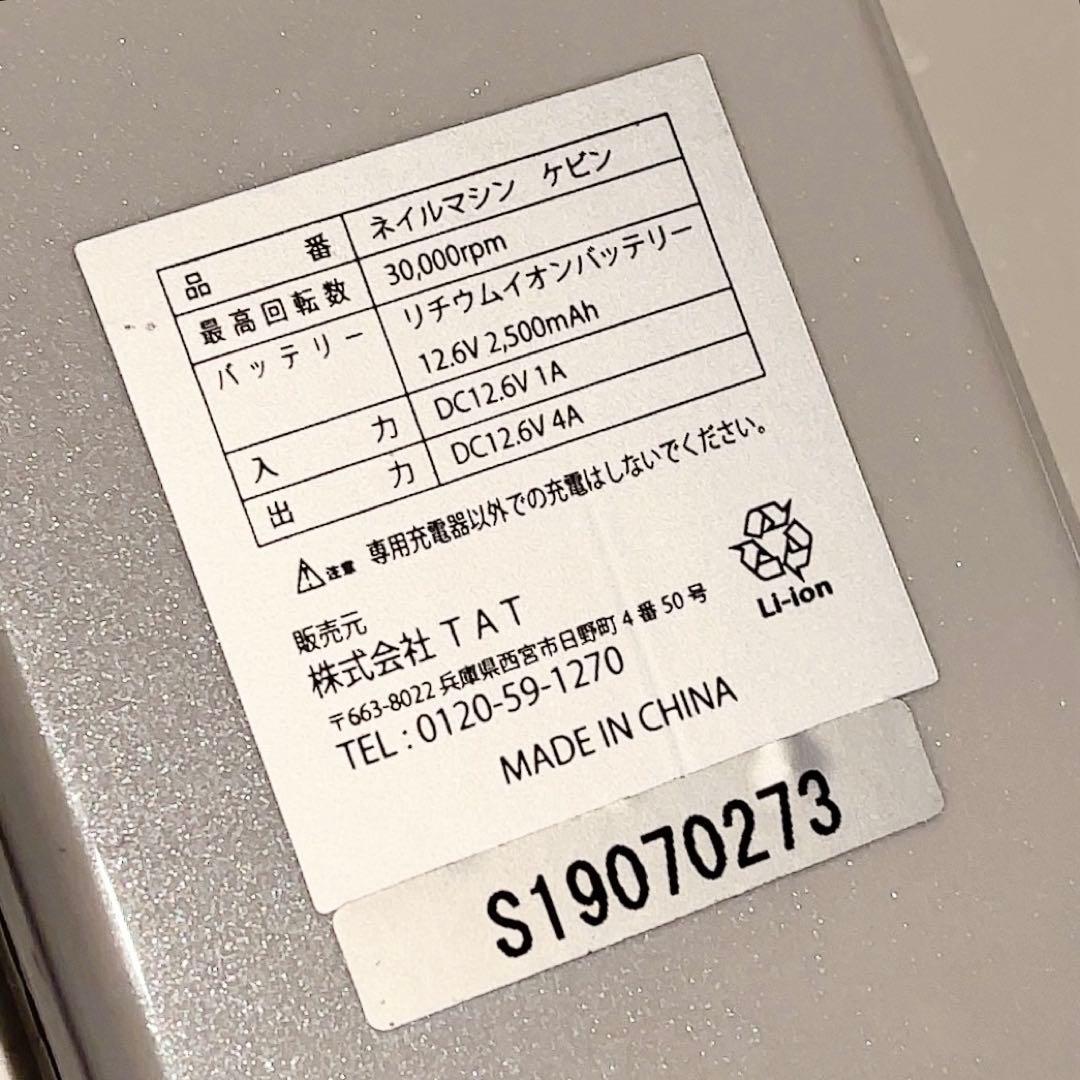 品番 ネイルマシン ケビン
最高回転数 30,000rpm
バッテリー リチウムイオンバッテリー
12.6V 2,500mAh
入力 DC12.6V 1A
出力 DC12.6V 4A
注意 専用充電器以外での充電はしないでください。
Li-ion
販売元
株式会社TAT
〒663-8022 兵庫県西宮市日野町4番50号
TEL : 0120-59-1270
MADE IN CHINA
S19070273